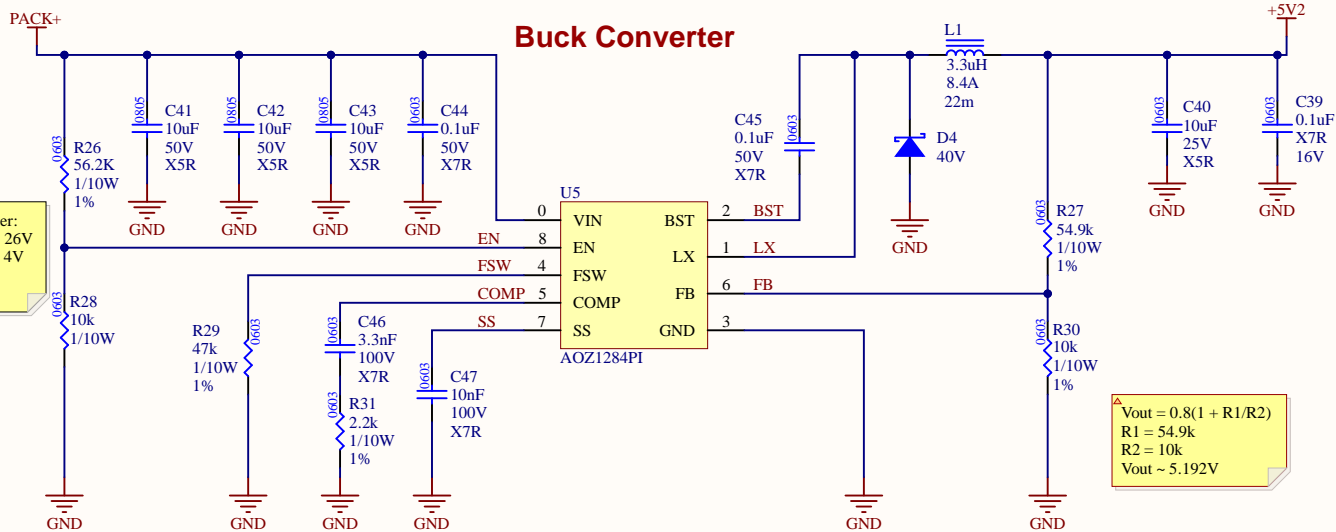 PACK+
Buck Converter
+5V2
L1
3.3uH
8.4A
22m
0805
C41
10uF
50V
X5R
0805
C42
10uF
50V
X5R
0805
C43
10uF
50V
X5R
0603
C44
0.1uF
50V
X7R
0603
R26
56.2K
1/10W
1%
C45
0.1uF
50V
X7R
0603
D4
40V
C40
10uF
25V
X5R
0603
C39
0.1uF
X7R
16V
0603
GND
GND
GND
GND
GND
GND
GND
er:
26V
4V
U5
0 VIN
8 EN
4 FSW
5 COMP
7 SS
BST 2
LX 1
FB 6
GND 3
AOZ1284PI
EN
FSW
COMP
SS
BST
LX
FB
0603
R27
54.9k
1/10W
1%
0603
R28
10k
1/10W
R29
47k
1/10W
1%
0603
0603
C46
3.3nF
100V
X7R
0603
R31
2.2k
1/10W
1%
0603
C47
10nF
100V
X7R
0603
R30
10k
1/10W
1%
Vout = 0.8(1 + R1/R2)
R1 = 54.9k
R2 = 10k
Vout ~ 5.192V
GND
GND
GND
GND
GND
GND